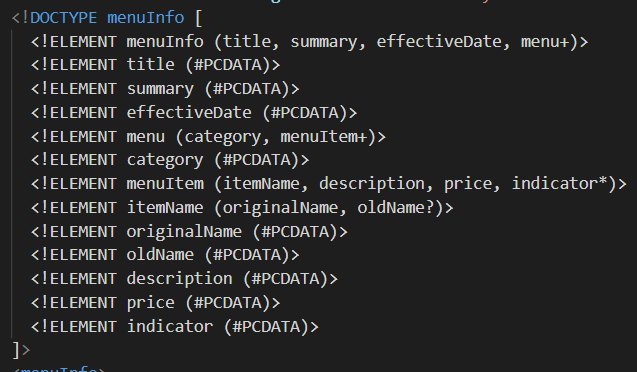 <!DOCTYPE menuInfo [
<!ELEMENT menuInfo (title, summary, effectiveDate, menu+)>
<!ELEMENT title (#PCDATA)>
<!ELEMENT summary (#PCDATA)>
<!ELEMENT effectiveDate (#PCDATA)>
<!ELEMENT menu (category, menuItem+)>
<!ELEMENT category (#PCDATA)>
<!ELEMENT menuItem (itemName, description, price, indicator*)>
<!ELEMENT itemName (originalName, oldName?)>
<!ELEMENT originalName (#PCDATA)>
<!ELEMENT oldName (#PCDATA)>
<!ELEMENT description (#PCDATA)>
<!ELEMENT price (#PCDATA)>
<!ELEMENT indicator (#PCDATA)>
]>
<menuInfo>